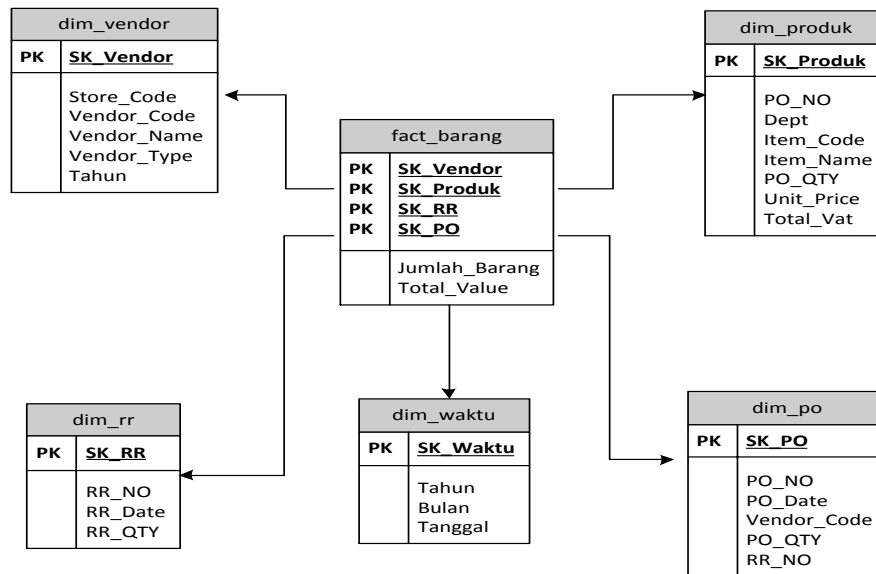 dim_vendor
PK SK_Vendor
Store_Code
Vendor_Code
Vendor_Name
Vendor_Type
Tahun
dim_produk
PK SK_Produk
PO_NO
Dept
Item_Code
Item_Name
PO_QTY
Unit_Price
Total_Vat
fact_barang
PK SK_Vendor
PK SK_Produk
PK SK_RR
PK SK_PO
Jumlah_Barang
Total_Value
dim_rr
PK SK_RR
RR_NO
RR_Date
RR_QTY
dim_waktu
PK SK_Waktu
Tahun
Bulan
Tanggal
dim_po
PK SK_PO
PO_NO
PO_Date
Vendor_Code
PO_QTY
RR_NO